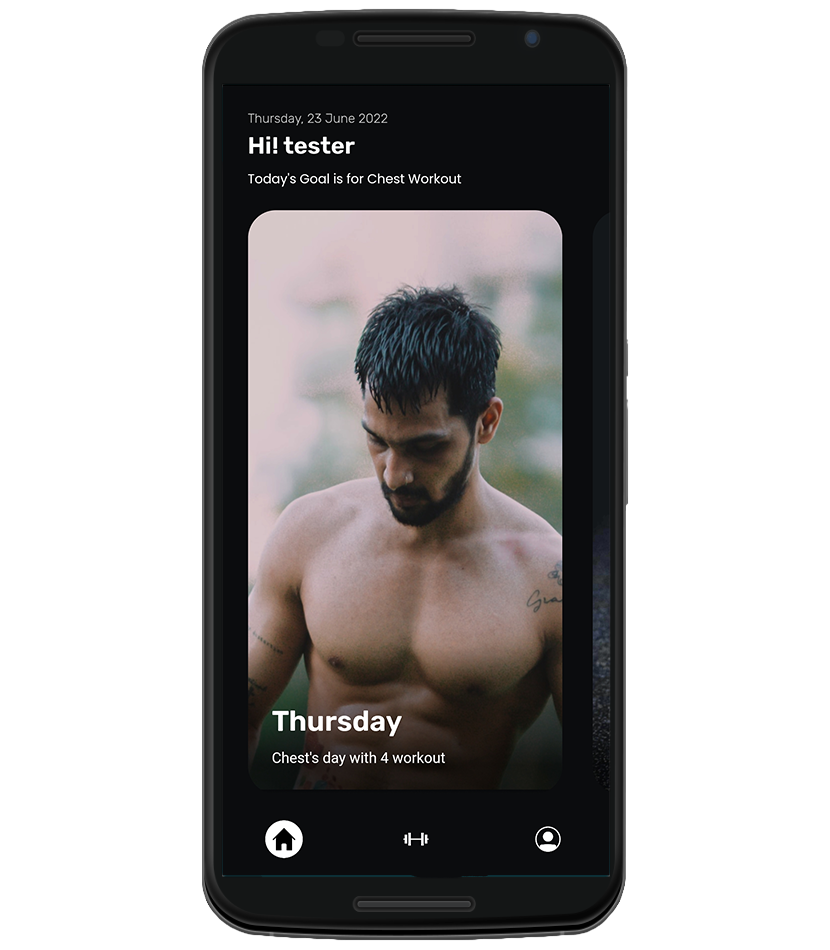 Thursday, 23 June 2022
Hi! tester
Today's Goal is for Chest Workout
Thursday
Chest's day with 4 workout